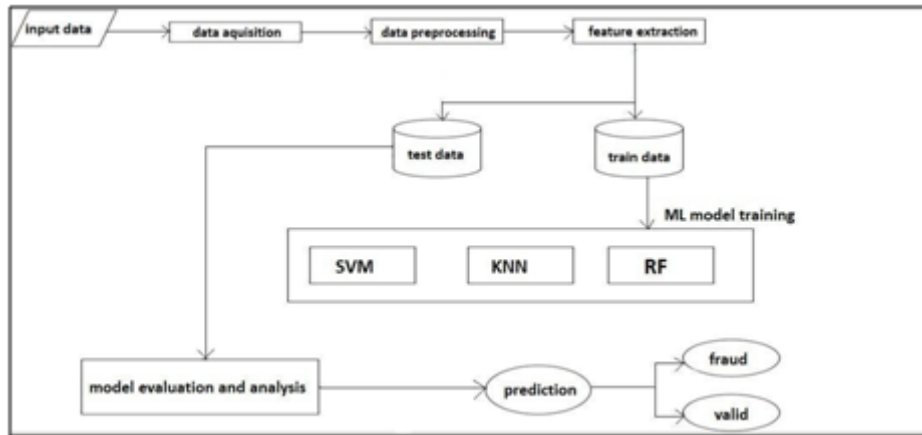 input data
data aquisition
data preprocessing
feature extraction
test data
train data
ML model training
SVM
KNN
RF
model evaluation and analysis
prediction
fraud
valid